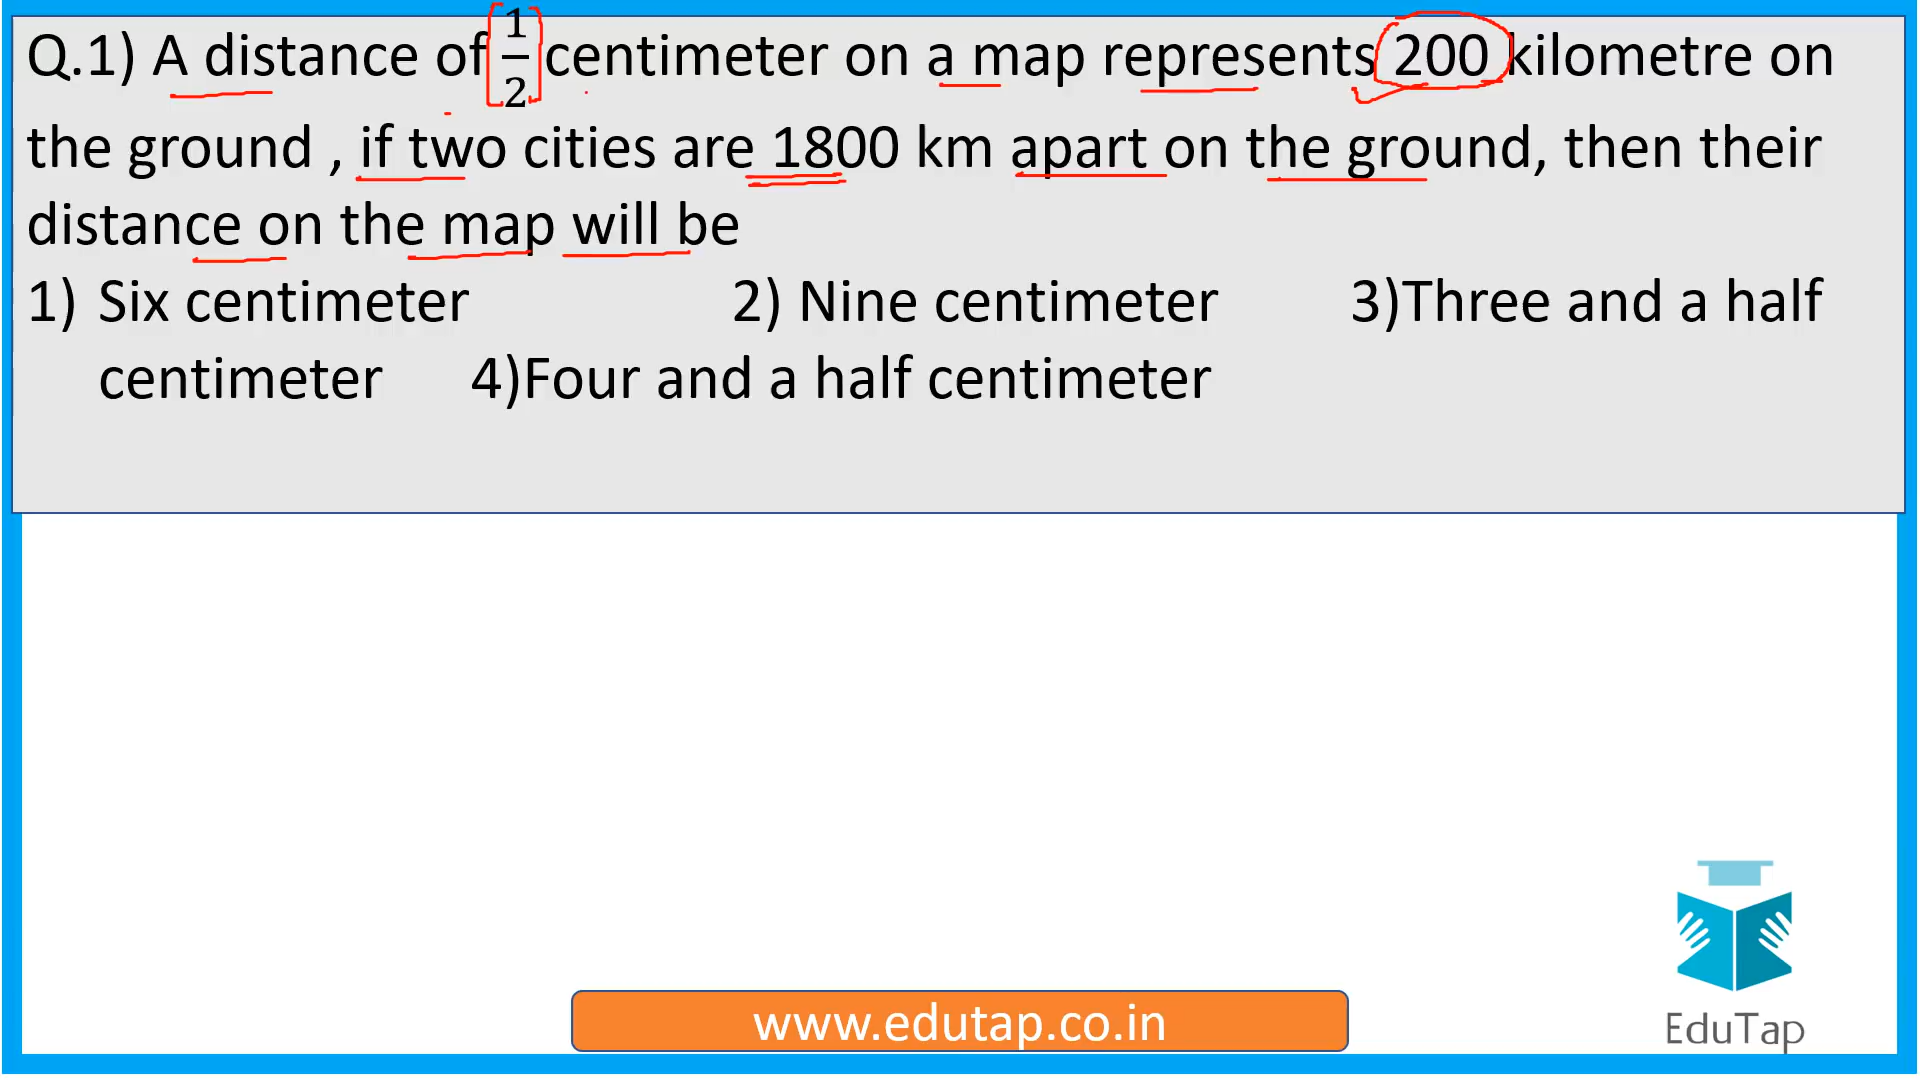 Q.1) A distance of 1/2 centimeter on a map represents 200 kilometre on
the ground , if two cities are 1800 km apart on the ground, then their
distance on the map will be
1) Six centimeter 2) Nine centimeter 3)Three and a half
centimeter 4)Four and a half centimeter
www.edutap.co.in
EduTap